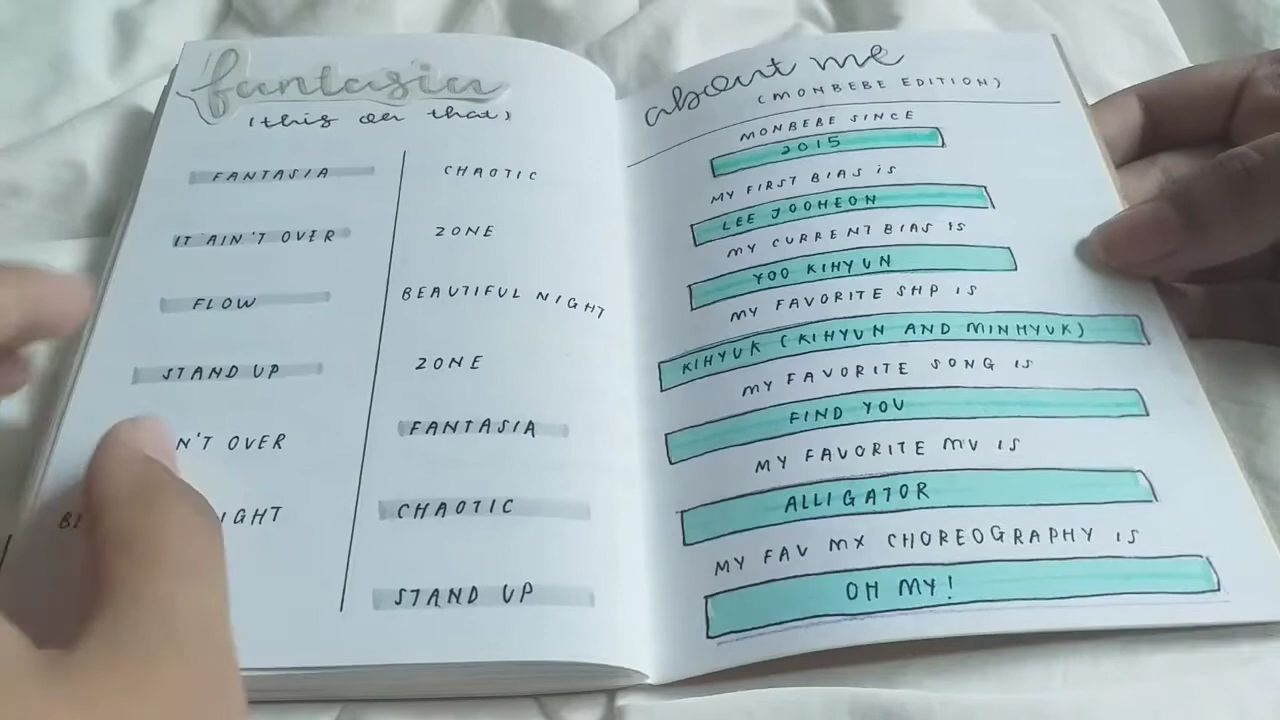 fantasia
(this or that)
FANTASIA CHAOTIC
IT AIN'T OVER ZONE
FLOW BEAUTIFUL NIGHT
STAND UP ZONE
N'T OVER FANTASIA
IGHT CHAOTIC
STAND UP
about me
(MONBEBE EDITION)
MONBEBE SINCE
2015
MY FIRST BIAS is
LEE JOOHEON
MY CURRENT BIAS IS
YOO KIHYUN
MY FAVORITE SHP IS
KIHYUK (KIHYUN AND MINHYUK)
MY FAVORITE SONG IS
FIND YOU
MY FAVORITE MV IS
ALLIGATOR
MY FAV MX CHOREOGRAPHY IS
OH MY!